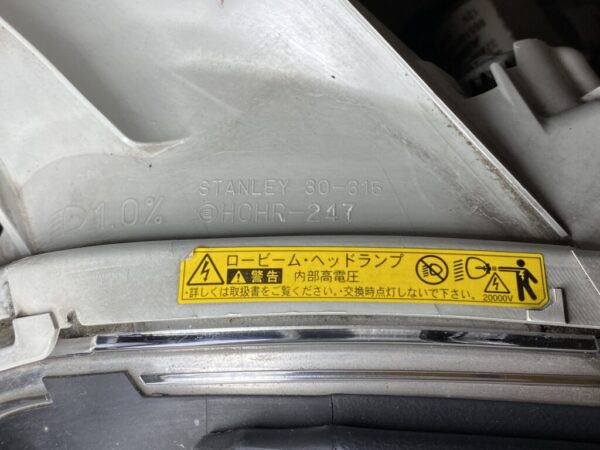 STANLEY 30-316
1.0% ©HCHR-247
ロービーム・ヘッドランプ
警告 内部高電圧
・詳しくは取扱書をご覧ください。・交換時点灯しないで下さい。
20000V